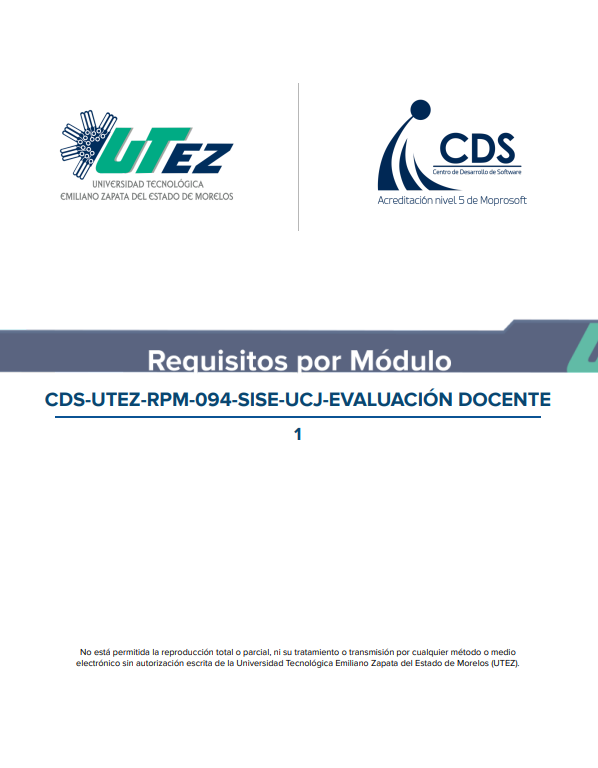 UTEZ
UNIVERSIDAD TECNOLÓGICA
EMILIANO ZAPATA DEL ESTADO DE MORELOS
CDS
Centro de Desarrollo de Software
Acreditación nivel 5 de Moprosoft
Requisitos por Módulo
CDS-UTEZ-RPM-094-SISE-UCJ-EVALUACIÓN DOCENTE
1
No está permitida la reproducción total o parcial, ni su tratamiento o transmisión por cualquier método o medio
electrónico sin autorización escrita de la Universidad Tecnológica Emiliano Zapata del Estado de Morelos (UTEZ).